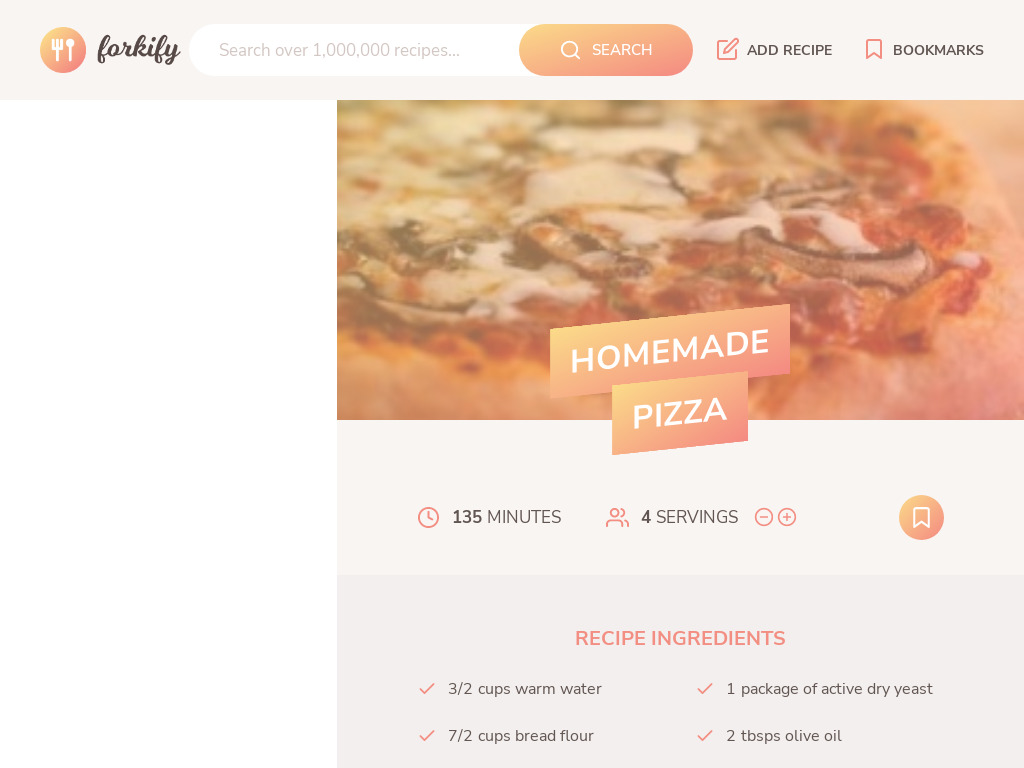 forkify
Search over 1,000,000 recipes...
SEARCH
ADD RECIPE
BOOKMARKS
HOMEMADE
PIZZA
135 MINUTES
4 SERVINGS
RECIPE INGREDIENTS
3/2 cups warm water
1 package of active dry yeast
7/2 cups bread flour
2 tbsps olive oil